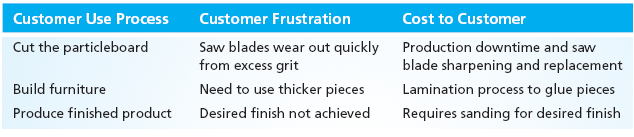 Customer Use Process Customer Frustration Cost to Customer
Cut the particleboard Saw blades wear out quickly Production downtime and saw
from excess grit blade sharpening and replacement
Build furniture Need to use thicker pieces Lamination process to glue pieces
Produce finished product Desired finish not achieved Requires sanding for desired finish